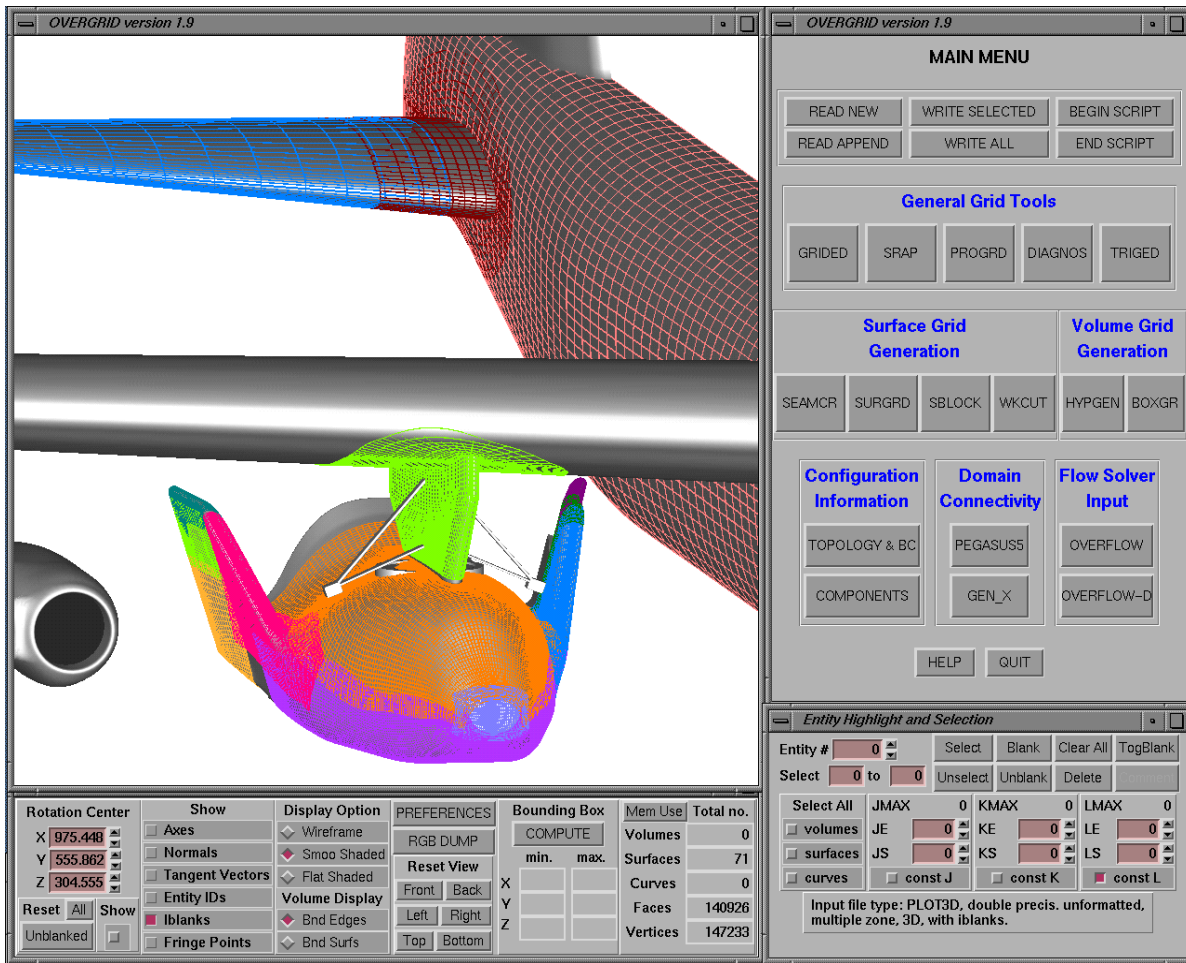 OVERGRID version 1.9
OVERGRID version 1.9
MAIN MENU
READ NEW WRITE SELECTED BEGIN SCRIPT
READ APPEND WRITE ALL END SCRIPT
General Grid Tools
GRIDED SRAP PROGRD DIAGNOS TRIGED
Surface Grid Generation
Volume Grid Generation
SEAMCR SURGRD SBLOCK WKCUT HYPGEN BOXGR
Configuration Information
Domain Connectivity
Flow Solver Input
TOPOLOGY & BC PEGASUS5 OVERFLOW
COMPONENTS GEN_X OVERFLOW-D
HELP QUIT
Entity Highlight and Selection
Entity # 0 Select Blank Clear All TogBlank
Select 0 to 0 Unselect Unblank Delete Comment
Select All JMAX 0 KMAX 0 LMAX 0
volumes JE 0 KE 0 LE 0
surfaces JS 0 KS 0 LS 0
curves const J const K const L
Input file type: PLOT3D, double precis. unformatted,
multiple zone, 3D, with iblanks.
Rotation Center
X 975.448
Y 555.862
Z 304.555
Reset All Show
Unblanked
Show
Axes
Normals
Tangent Vectors
Entity IDs
Iblanks
Fringe Points
Display Option
Wireframe
Smoo Shaded
Flat Shaded
Volume Display
Bnd Edges
Bnd Surfs
PREFERENCES
RGB DUMP
Reset View
Front Back
Left Right
Top Bottom
Bounding Box
COMPUTE
min. max.
X
Y
Z
Mem Use Total no.
Volumes 0
Surfaces 71
Curves 0
Faces 140926
Vertices 147233